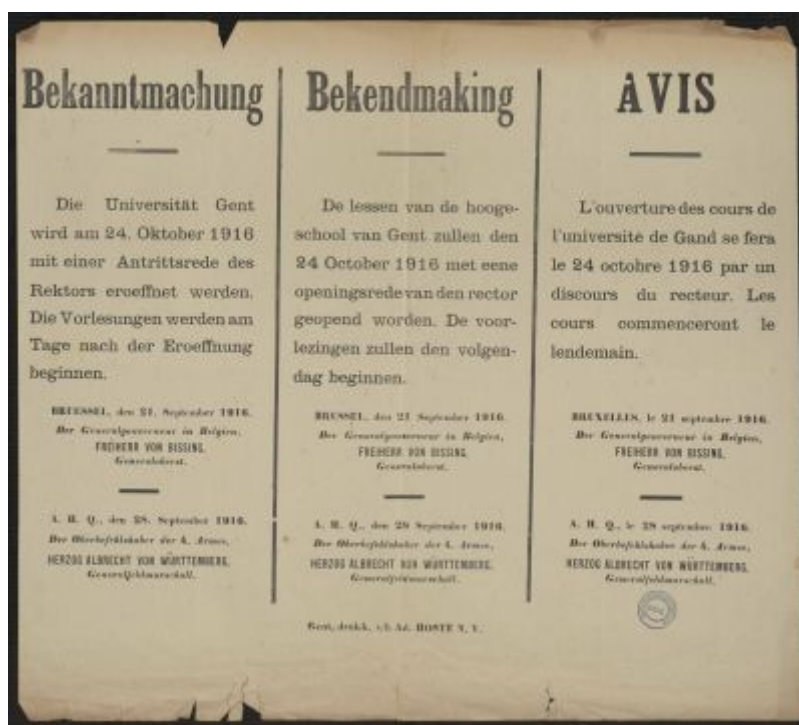 Bekanntmachung
Die Universität Gent
wird am 24. Oktober 1916
mit einer Antrittsrede des
Rektors eroeffnet werden.
Die Vorlesungen werden am
Tage nach der Eroeffnung
beginnen.
BRUESSEL, den 21. September 1916.
Der Generalgouverneur in Belgien,
FREIHERR VON BISSING,
Generaloberst.
A. H. Q., den 28. September 1916.
Der Oberbefehlshaber der 4. Armee,
HERZOG ALBRECHT VON WÜRTTEMBERG,
Generalfeldmarschall.
Bekendmaking
De lessen van de hooge-
school van Gent zullen den
24 October 1916 met eene
openingsrede van den rector
geopend worden. De voor-
lezingen zullen den volgen-
dag beginnen.
BRUSSEL, den 21 September 1916.
Der Generalgouverneur in Belgien,
FREIHERR VON BISSING,
Generaloberst.
A. H. Q., den 28 September 1916.
Der Oberbefehlshaber der 4. Armee,
HERZOG ALBRECHT VON WÜRTTEMBERG,
Generalfeldmarschall.
AVIS
L'ouverture des cours de
l'université de Gand se fera
le 24 octobre 1916 par un
discours du recteur. Les
cours commenceront le
lendemain.
BRUXELLES, le 21 septembre 1916.
Der Generalgouverneur in Belgien,
FREIHERR VON BISSING,
Generaloberst.
A. H. Q., le 28 septembre 1916.
Der Oberbefehlshaber der 4. Armee,
HERZOG ALBRECHT VON WÜRTTEMBERG,
Generalfeldmarschall.
Gent, drukk. v.h. Ad. HOSTE N. V.